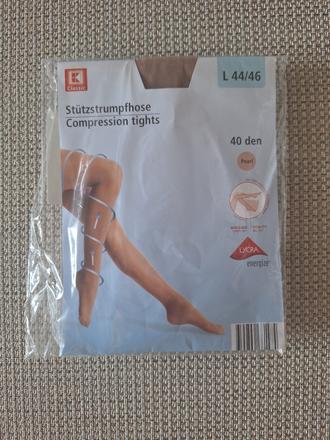 K
Classic
L 44/46
Stützstrumpfhose
Compression tights
40 den
Pearl
LYCRA
energize